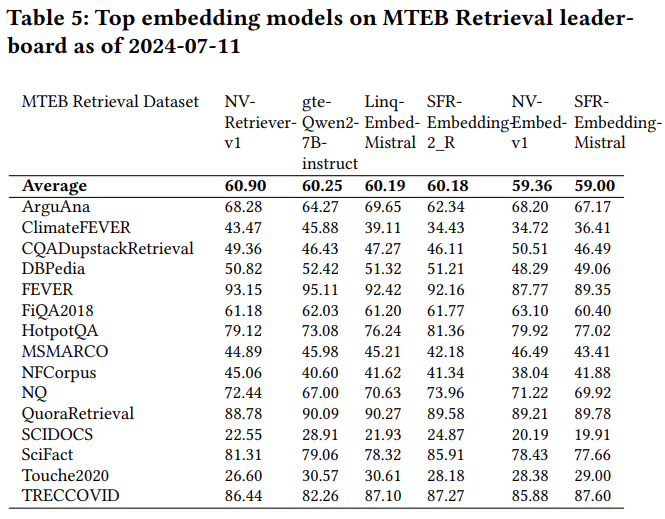 Table 5: Top embedding models on MTEB Retrieval leader-
board as of 2024-07-11
MTEB Retrieval Dataset NV- gte- Linq- SFR- NV- SFR-
Retriever- Qwen2- Embed- Embedding- Embed- Embedding-
v1 7B- Mistral 2_R v1 Mistral
instruct
Average 60.90 60.25 60.19 60.18 59.36 59.00
ArguAna 68.28 64.27 69.65 62.34 68.20 67.17
ClimateFEVER 43.47 45.88 39.11 34.43 34.72 36.41
CQADupstackRetrieval 49.36 46.43 47.27 46.11 50.51 46.49
DBPedia 50.82 52.42 51.32 51.21 48.29 49.06
FEVER 93.15 95.11 92.42 92.16 87.77 89.35
FiQA2018 61.18 62.03 61.20 61.77 63.10 60.40
HotpotQA 79.12 73.08 76.24 81.36 79.92 77.02
MSMARCO 44.89 45.98 45.21 42.18 46.49 43.41
NFCorpus 45.06 40.60 41.62 41.34 38.04 41.88
NQ 72.44 67.00 70.63 73.96 71.22 69.92
QuoraRetrieval 88.78 90.09 90.27 89.58 89.21 89.78
SCIDOCS 22.55 28.91 21.93 24.87 20.19 19.91
SciFact 81.31 79.06 78.32 85.91 78.43 77.66
Touche2020 26.60 30.57 30.61 28.18 28.38 29.00
TRECCOVID 86.44 82.26 87.10 87.27 85.88 87.60